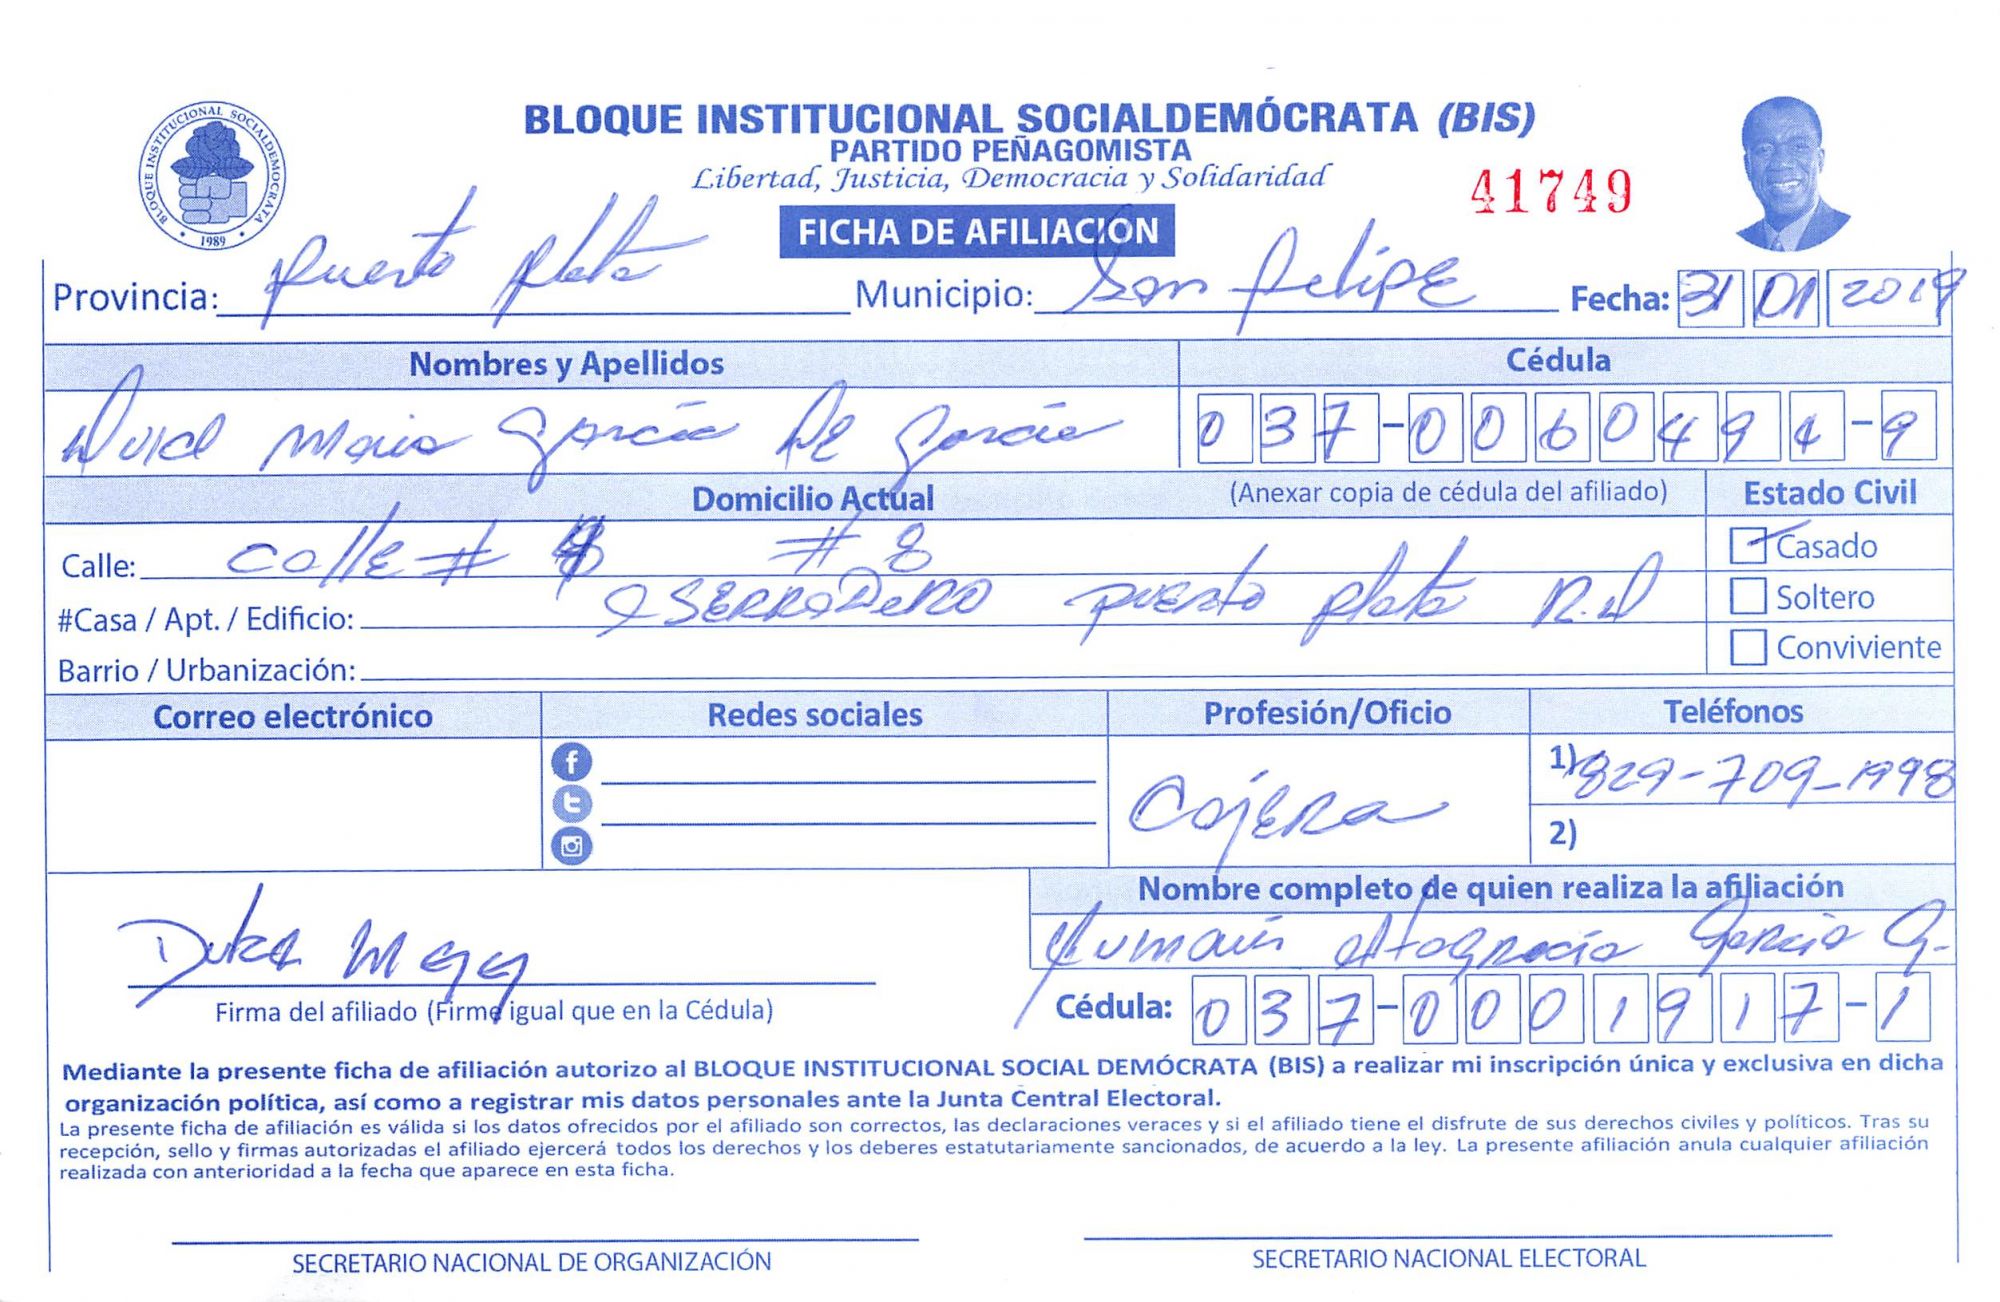 BLOQUE INSTITUCIONAL SOCIALDEMÓCRATA (BIS)
PARTIDO PEÑAGOMISTA
Libertad, Justicia, Democracia y Solidaridad
BLOQUE INSTITUCIONAL SOCIALDEMOCRATA
1989
41749
FICHA DE AFILIACION
Provincia: puerto plata Municipio: San Felipe Fecha: 31 01 2019
Nombres y Apellidos Cédula
Maria García De García 037-0060494-9
Domicilio Actual (Anexar copia de cédula del afiliado) Estado Civil
Calle: calle # # 8 Casado
#Casa / Apt. / Edificio: puerto plata R.D Soltero
Barrio / Urbanización: Conviviente
Correo electrónico Redes sociales Profesión/Oficio Teléfonos
Cajera 1) 829-709-1998
2)
Nombre completo de quien realiza la afiliación
Altagracia Garcia G.
Firma del afiliado (Firme igual que en la Cédula) Cédula: 037-0001917-1
Mediante la presente ficha de afiliación autorizo al BLOQUE INSTITUCIONAL SOCIAL DEMÓCRATA (BIS) a realizar mi inscripción única y exclusiva en dicha
organización política, así como a registrar mis datos personales ante la Junta Central Electoral.
La presente ficha de afiliación es válida si los datos ofrecidos por el afiliado son correctos, las declaraciones veraces y si el afiliado tiene el disfrute de sus derechos civiles y políticos. Tras su
recepción, sello y firmas autorizadas el afiliado ejercerá todos los derechos y los deberes estatutariamente sancionados, de acuerdo a la ley. La presente afiliación anula cualquier afiliación
realizada con anterioridad a la fecha que aparece en esta ficha.
SECRETARIO NACIONAL DE ORGANIZACIÓN SECRETARIO NACIONAL ELECTORAL